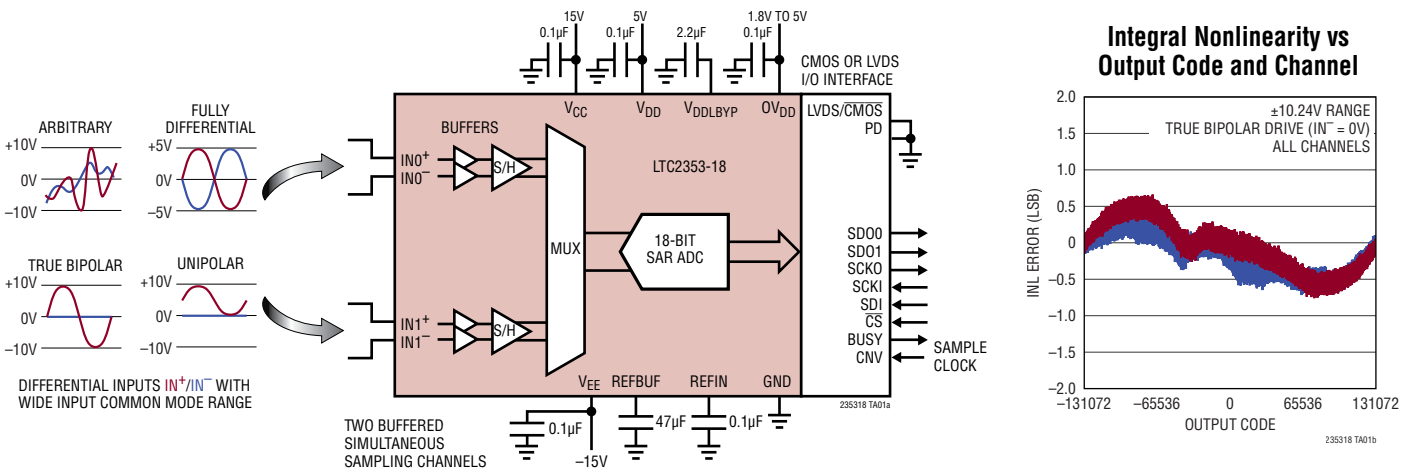 ARBITRARY
+10V
0V
–10V
FULLY
DIFFERENTIAL
+5V
0V
–5V
TRUE BIPOLAR
+10V
0V
–10V
UNIPOLAR
+10V
0V
–10V
DIFFERENTIAL INPUTS IN+/IN– WITH
WIDE INPUT COMMON MODE RANGE
15V
0.1µF
5V
0.1µF
2.2µF
1.8V TO 5V
0.1µF
CMOS OR LVDS
I/O INTERFACE
VCC
VDD
VDDLBYP
OVDD
LVDS/CMOS
PD
BUFFERS
IN0+
IN0–
S/H
LTC2353-18
MUX
18-BIT
SAR ADC
IN1+
IN1–
S/H
SDO0
SDO1
SCKO
SCKI
SDI
CS
BUSY
CNV
SAMPLE
CLOCK
VEE
REFBUF
REFIN
GND
235318 TA01a
0.1µF
–15V
47µF
0.1µF
TWO BUFFERED
SIMULTANEOUS
SAMPLING CHANNELS
Integral Nonlinearity vs
Output Code and Channel
±10.24V RANGE
TRUE BIPOLAR DRIVE (IN– = 0V)
ALL CHANNELS
INL ERROR (LSB)
2.0
1.5
1.0
0.5
0
–0.5
–1.0
–1.5
–2.0
–131072
–65536
0
65536
131072
OUTPUT CODE
235318 TA01b